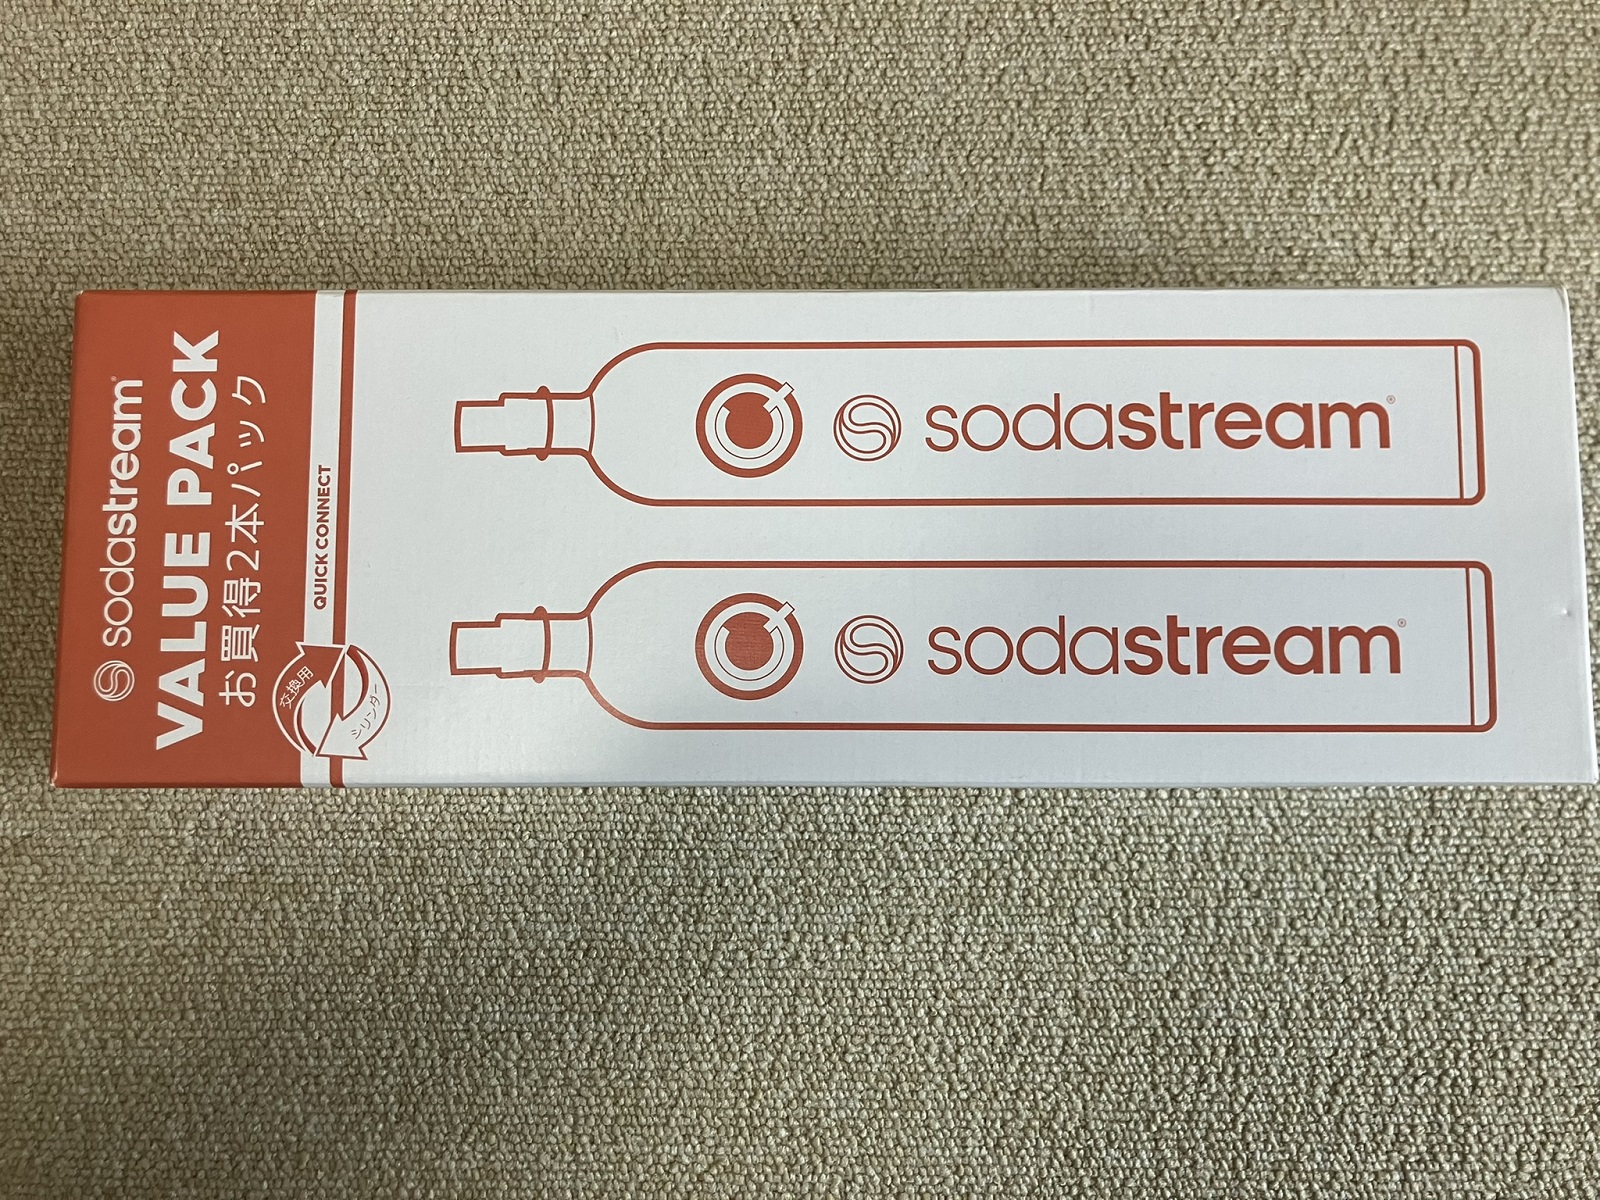 sodastream
VALUE PACK
お買得2本パック
QUICK CONNECT
交換用
シリンダー
sodastream®
sodastream®